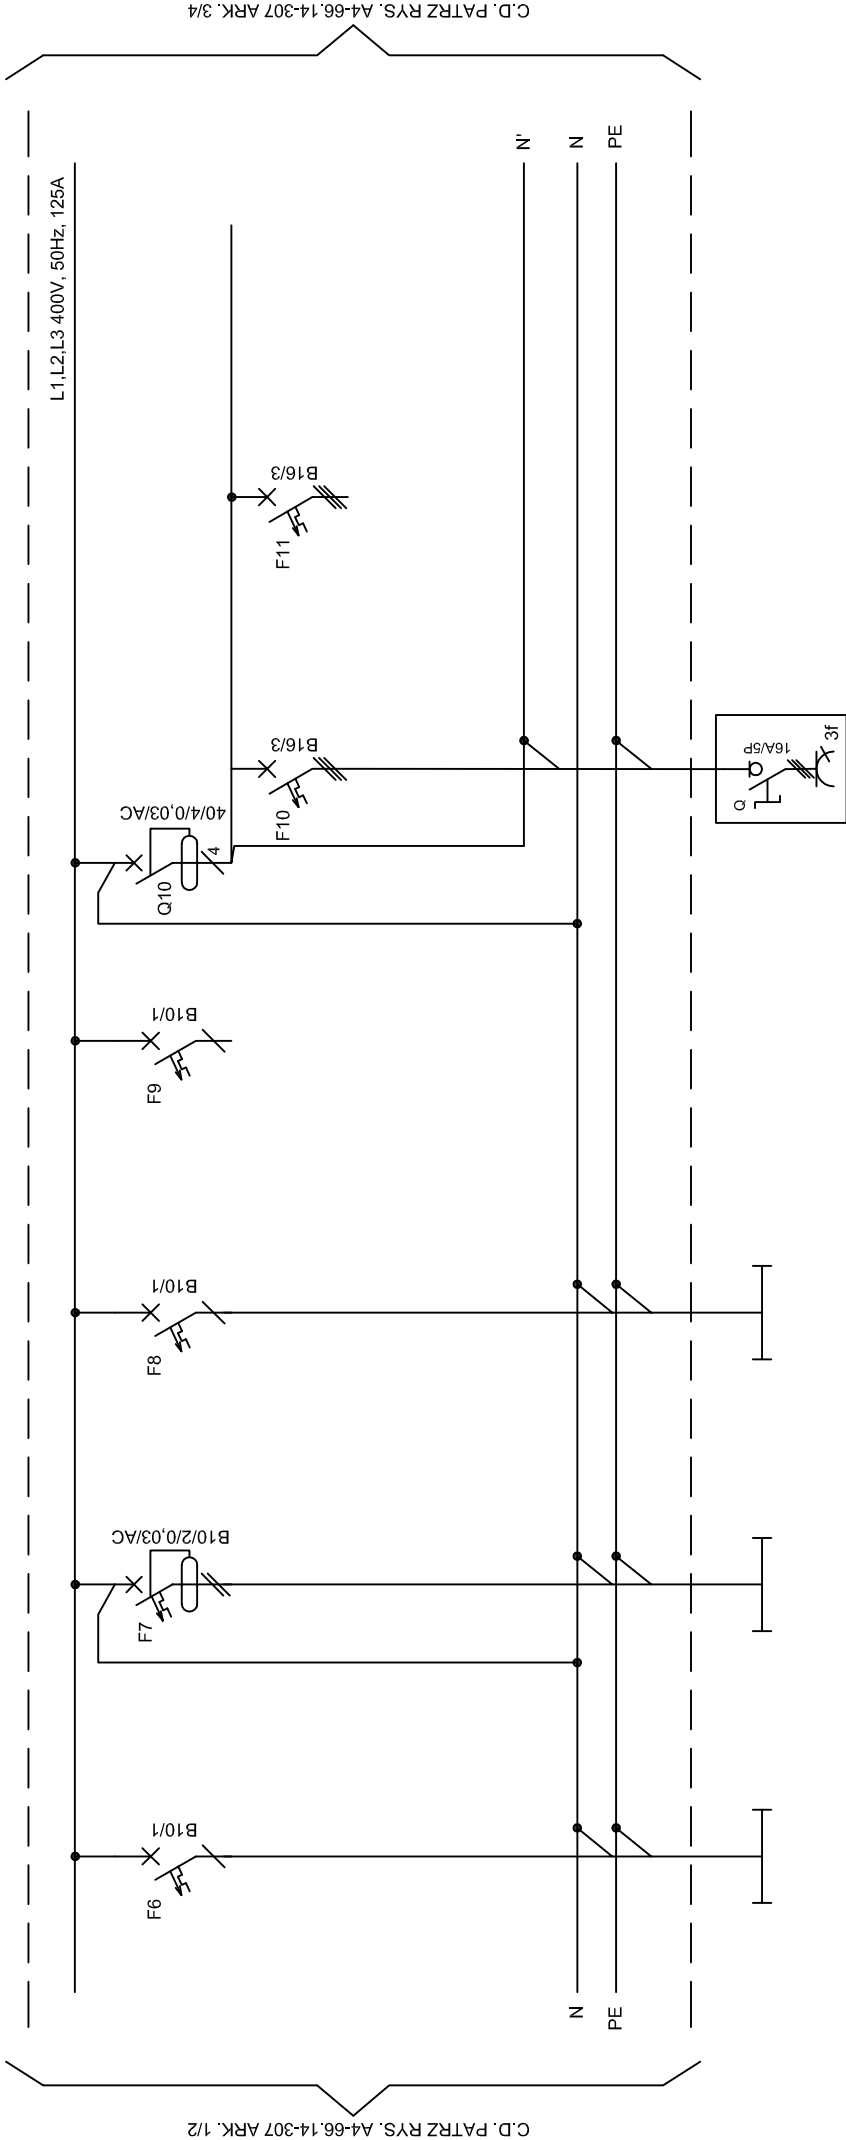 C.D. PATRZ RYS. A4-66.14-307 ARK. 1/2
L1,L2,L3 400V, 50Hz, 125A
F6
B10/1
F7
B10/2/0,03/AC
F8
B10/1
F9
B10/1
Q10
40/4/0,03/AC
4
F10
B16/3
F11
B16/3
N'
N
N
PE
PE
Q
16A/5P
3f
C.D. PATRZ RYS. A4-66.14-307 ARK. 3/4